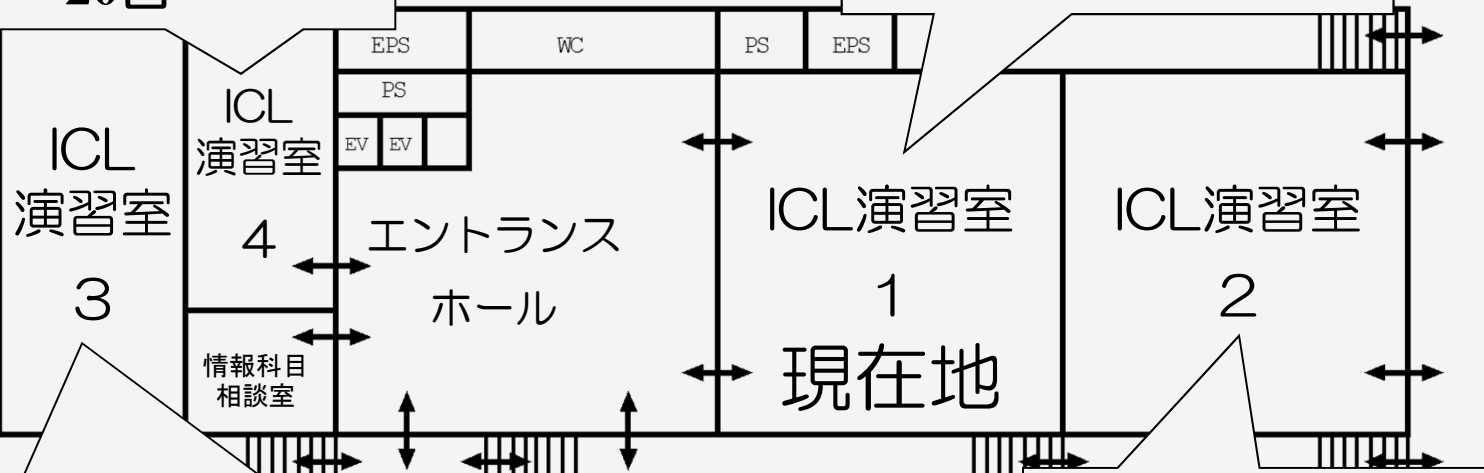 EPS
WC
PS
EPS
PS
EV
EV
ICL
演習室
3
ICL
演習室
4
情報科目
相談室
エントランス
ホール
ICL演習室
1
現在地
ICL演習室
2